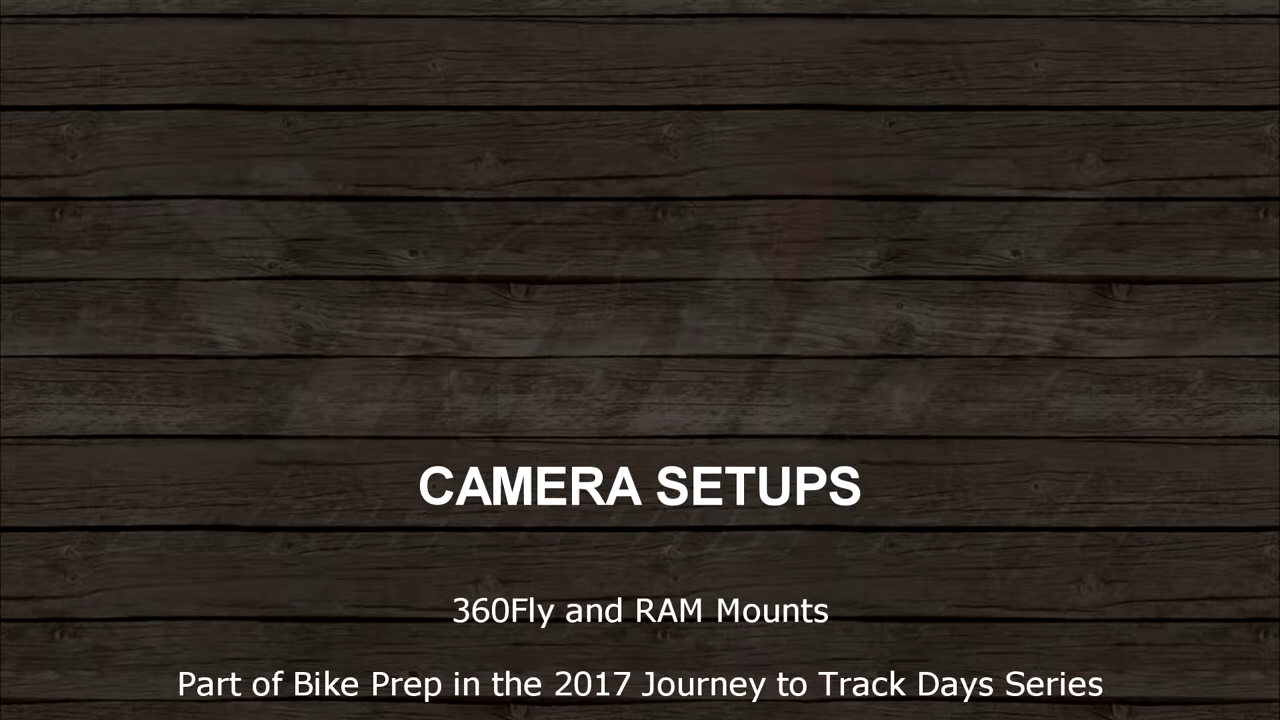 CAMERA SETUPS
360Fly and RAM Mounts
Part of Bike Prep in the 2017 Journey to Track Days Series